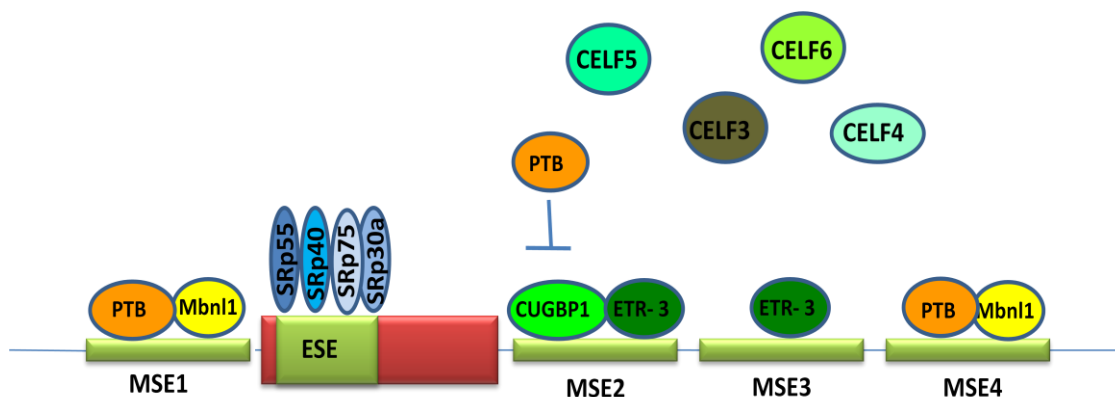 CELF5
CELF6
CELF3
CELF4
PTB
SRp55
SRp40
SRp75
SRp30a
PTB
Mbnl1
CUGBP1
ETR- 3
ETR- 3
PTB
Mbnl1
ESE
MSE1
MSE2
MSE3
MSE4